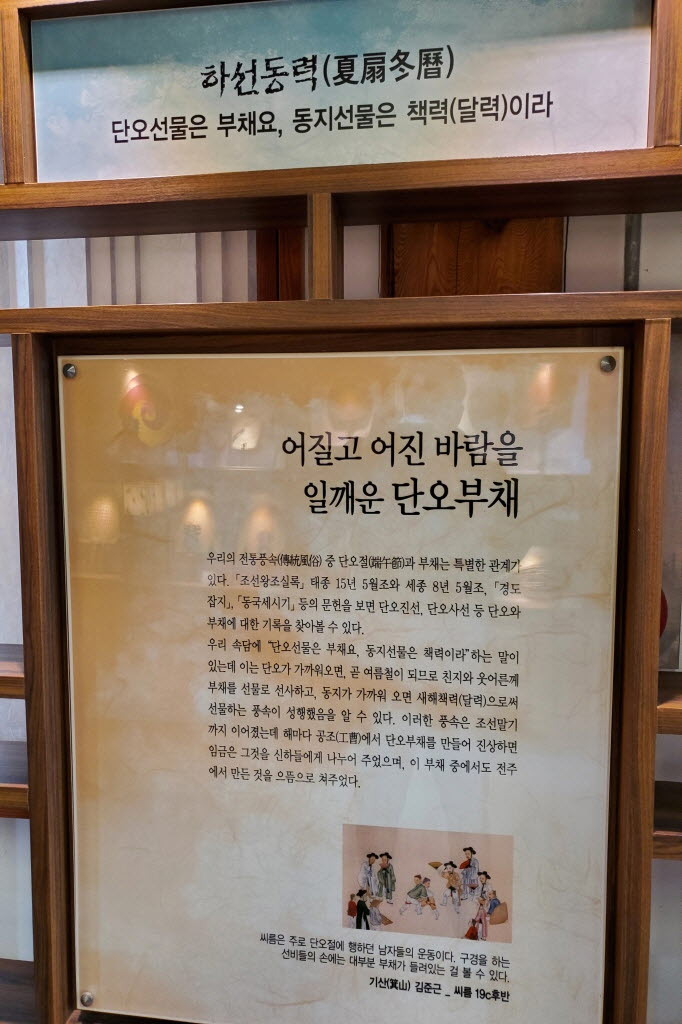 하선동력(夏扇冬曆)
단오선물은 부채요, 동지선물은 책력(달력)이라
어질고 어진 바람을
일깨운 단오부채
우리의 전통풍속(傳統風俗) 중 단오절(端午節)과 부채는 특별한 관계가
있다. 「조선왕조실록」 태종 15년 5월조와 세종 8년 5월조, 「경도
잡지」, 「동국세시기」 등의 문헌을 보면 단오진선, 단오사선 등 단오와
부채에 대한 기록을 찾아볼 수 있다.
우리 속담에 "단오선물은 부채요, 동지선물은 책력이라"하는 말이
있는데 이는 단오가 가까워오면, 곧 여름철이 되므로 친지와 웃어른께
부채를 선물로 선사하고, 동지가 가까워 오면 새해책력(달력)으로써
선물하는 풍속이 성행했음을 알 수 있다. 이러한 풍속은 조선말기
까지 이어졌는데 해마다 공조(工曹)에서 단오부채를 만들어 진상하면
임금은 그것을 신하들에게 나누어 주었으며, 이 부채 중에서도 전주
에서 만든 것을 으뜸으로 쳐주었다.
씨름은 주로 단오절에 행하던 남자들의 운동이다. 구경을 하는
선비들의 손에는 대부분 부채가 들려있는 걸 볼 수 있다.
기산(箕山) 김준근 _ 씨름 19c후반